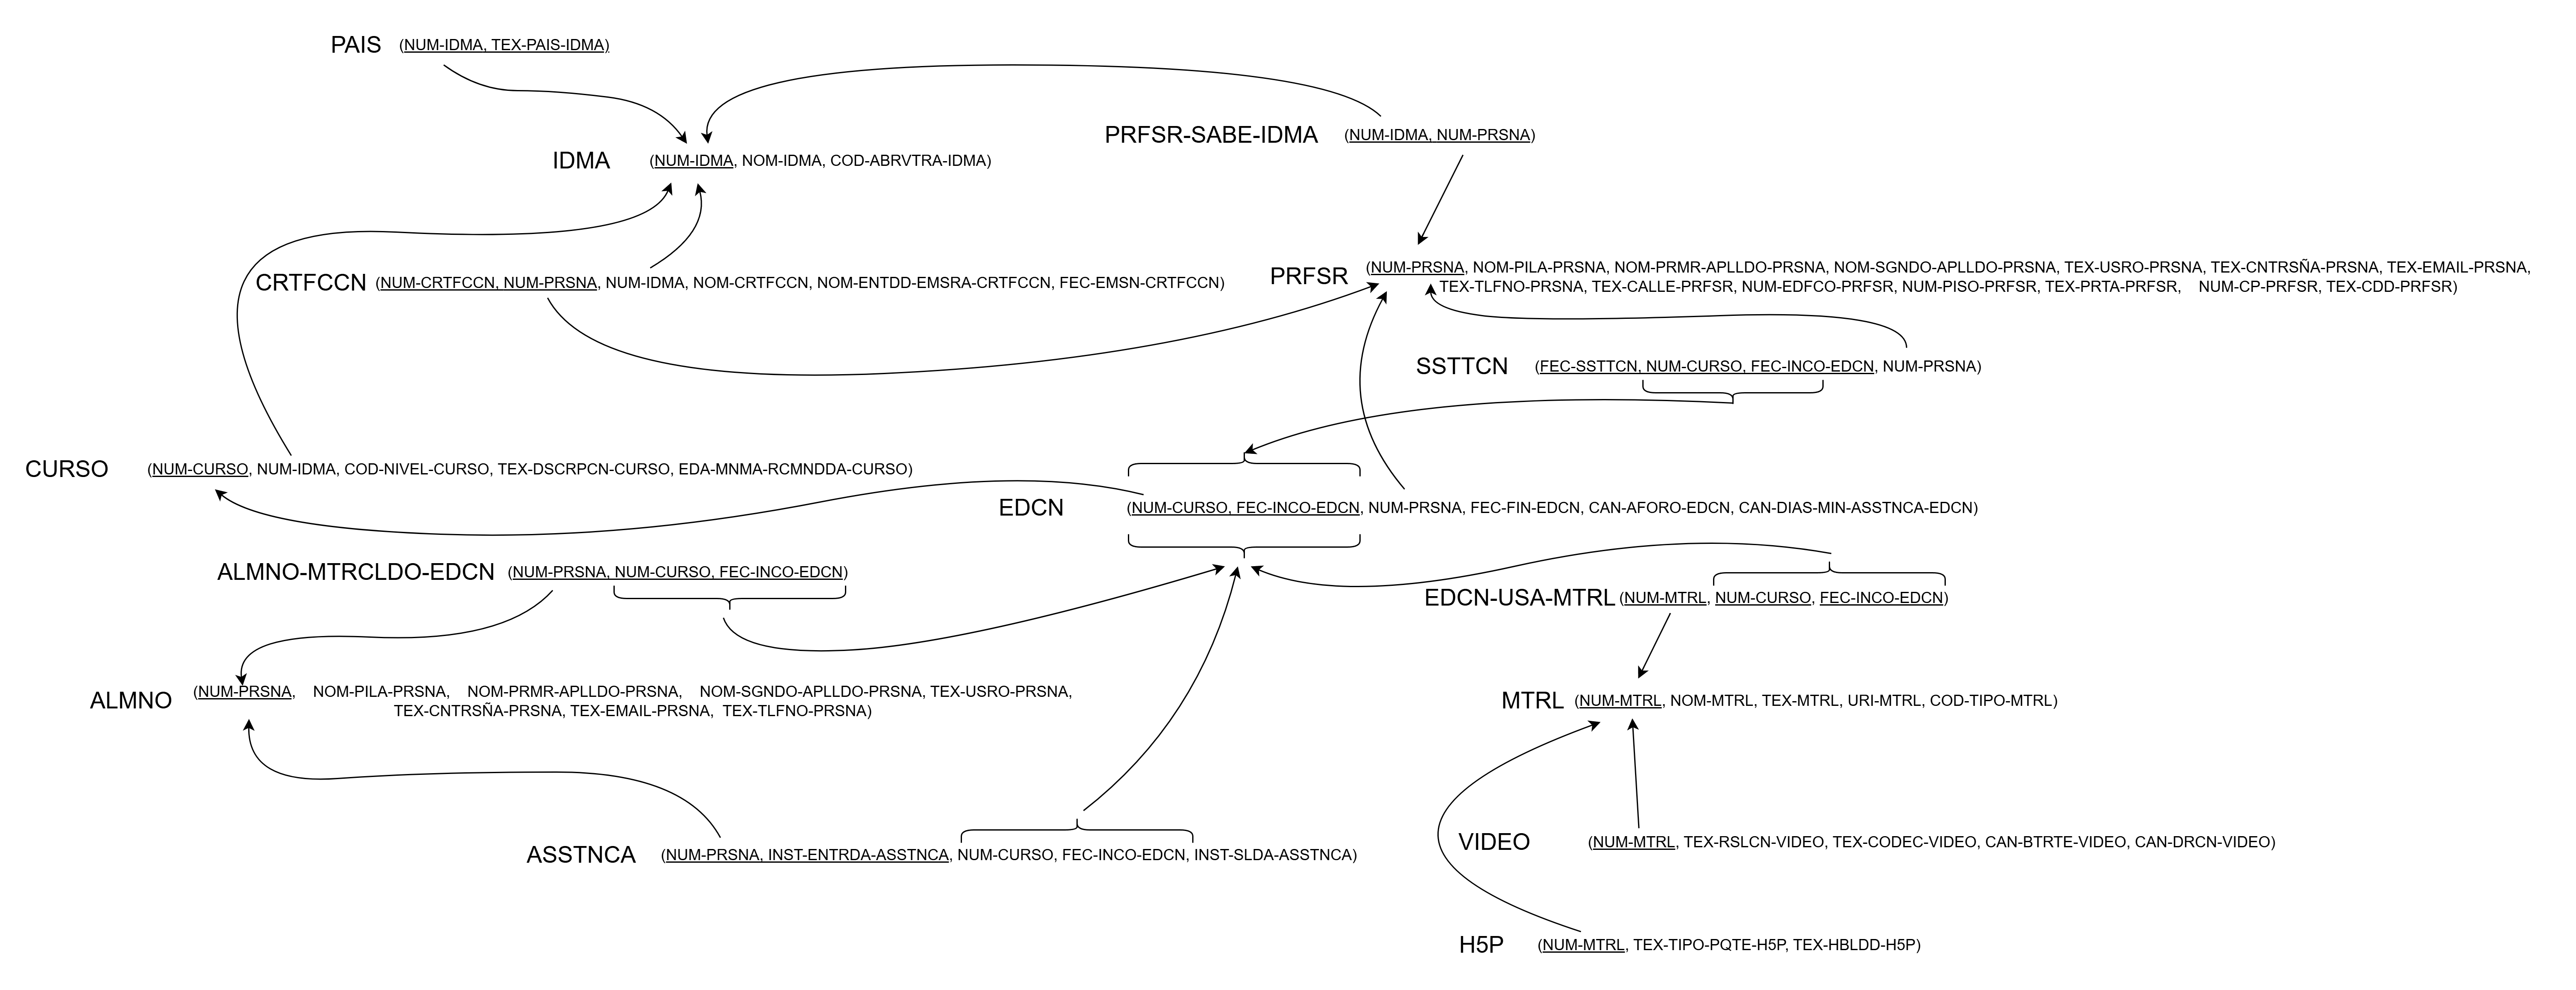 PAIS (NUM-IDMA, TEX-PAIS-IDMA)
PRFSR-SABE-IDMA (NUM-IDMA, NUM-PRSNA)
IDMA (NUM-IDMA, NOM-IDMA, COD-ABRVTRA-IDMA)
PRFSR (NUM-PRSNA, NOM-PILA-PRSNA, NOM-PRMR-APLLDO-PRSNA, NOM-SGNDO-APLLDO-PRSNA, TEX-USRO-PRSNA, TEX-CNTRSÑA-PRSNA, TEX-EMAIL-PRSNA,
TEX-TLFNO-PRSNA, TEX-CALLE-PRFSR, NUM-EDFCO-PRFSR, NUM-PISO-PRFSR, TEX-PRTA-PRFSR, NUM-CP-PRFSR, TEX-CDD-PRFSR)
CRTFCCN (NUM-CRTFCCN, NUM-PRSNA, NUM-IDMA, NOM-CRTFCCN, NOM-ENTDD-EMSRA-CRTFCCN, FEC-EMSN-CRTFCCN)
SSTTCN (FEC-SSTTCN, NUM-CURSO, FEC-INCO-EDCN, NUM-PRSNA)
CURSO (NUM-CURSO, NUM-IDMA, COD-NIVEL-CURSO, TEX-DSCRPCN-CURSO, EDA-MNMA-RCMNDDA-CURSO)
EDCN (NUM-CURSO, FEC-INCO-EDCN, NUM-PRSNA, FEC-FIN-EDCN, CAN-AFORO-EDCN, CAN-DIAS-MIN-ASSTNCA-EDCN)
ALMNO-MTRCLDO-EDCN (NUM-PRSNA, NUM-CURSO, FEC-INCO-EDCN)
EDCN-USA-MTRL (NUM-MTRL, NUM-CURSO, FEC-INCO-EDCN)
ALMNO (NUM-PRSNA, NOM-PILA-PRSNA, NOM-PRMR-APLLDO-PRSNA, NOM-SGNDO-APLLDO-PRSNA, TEX-USRO-PRSNA,
TEX-CNTRSÑA-PRSNA, TEX-EMAIL-PRSNA, TEX-TLFNO-PRSNA)
MTRL (NUM-MTRL, NOM-MTRL, TEX-MTRL, URI-MTRL, COD-TIPO-MTRL)
VIDEO (NUM-MTRL, TEX-RSLCN-VIDEO, TEX-CODEC-VIDEO, CAN-BTRTE-VIDEO, CAN-DRCN-VIDEO)
ASSTNCA (NUM-PRSNA, INST-ENTRDA-ASSTNCA, NUM-CURSO, FEC-INCO-EDCN, INST-SLDA-ASSTNCA)
H5P (NUM-MTRL, TEX-TIPO-PQTE-H5P, TEX-HBLDD-H5P)